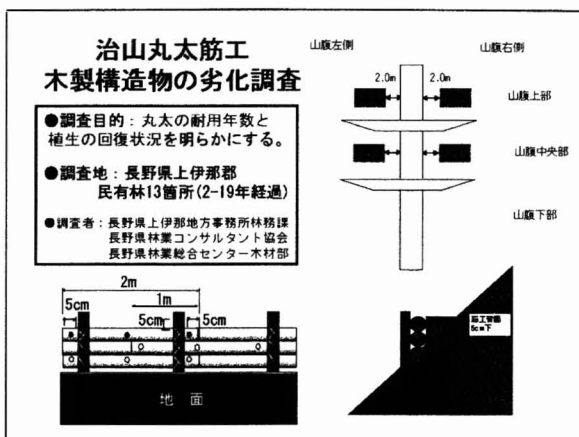 治山丸太筋工
木製構造物の劣化調査
●調査目的：丸太の耐用年数と
植生の回復状況を明らかにする。
●調査地：長野県上伊那郡
民有林13箇所(2-19年経過)
●調査者：長野県上伊那地方事務所林務課
長野県林業コンサルタント協会
長野県林業総合センター木材部
山腹左側
山腹右側
2.0m
2.0m
山腹上部
山腹中央部
山腹下部
2m
1m
5cm
5cm
5cm
地面
5cm下